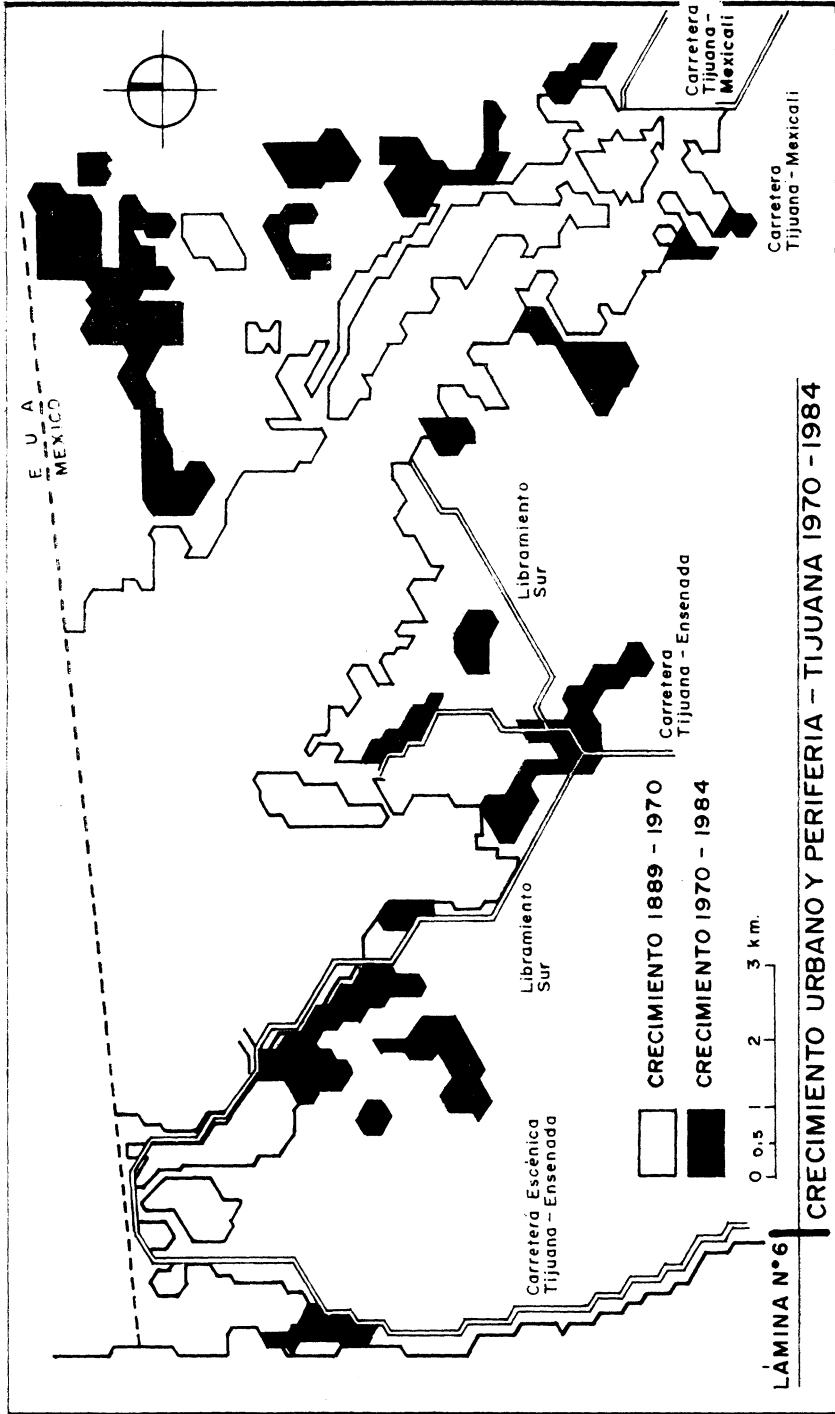 E U A
MEXICO
Carretera
Tijuana-
Mexicali
Carretera
Tijuana-Mexicali
Libramiento
Sur
Carretera
Tijuana-Ensenada
Libramiento
Sur
Carretera Escénica
Tijuana-Ensenada
CRECIMIENTO 1889-1970
CRECIMIENTO 1970-1984
0 0.5 1 2 3 km.
LÁMINA N°6
CRECIMIENTO URBANO Y PERIFERIA-TIJUANA 1970-1984